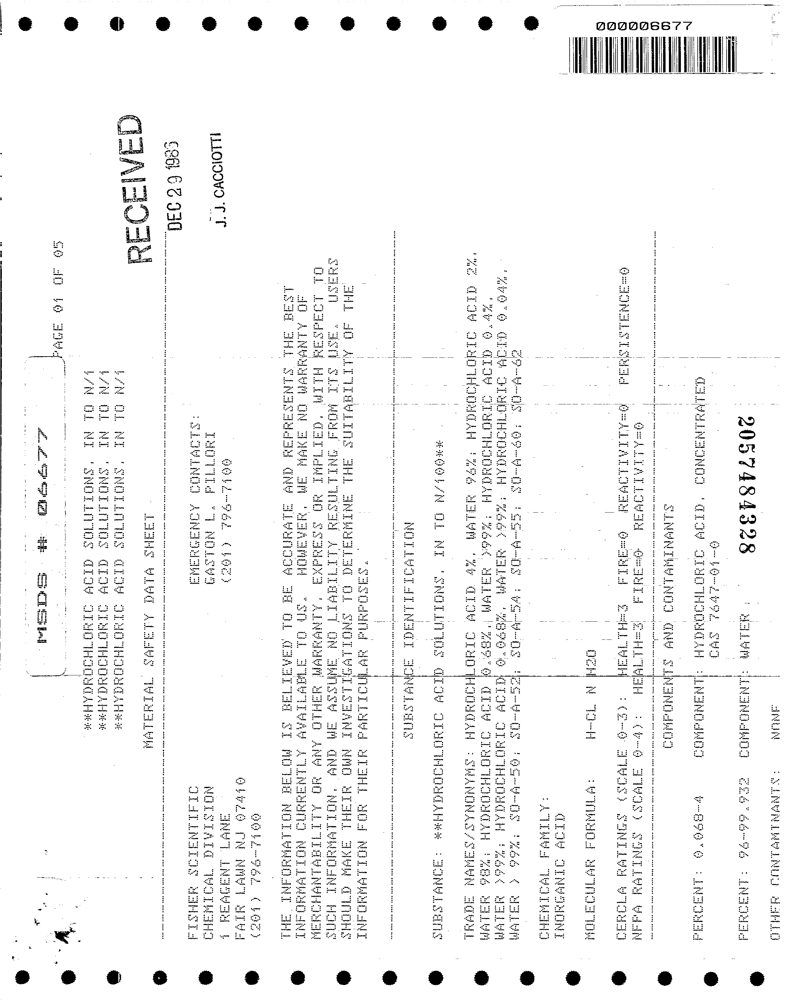 000006677
MSDS # 06677
PAGE 01 OF 05
**HYDROCHLORIC ACID SOLUTIONS, IN TO N/1
**HYDROCHLORIC ACID SOLUTIONS, IN TO N/1
**HYDROCHLORIC ACID SOLUTIONS, IN TO N/1
RECEIVED
DEC 29 1986
J. J. CACCIOTTI
MATERIAL SAFETY DATA SHEET
FISHER SCIENTIFIC
CHEMICAL DIVISION
1 REAGENT LANE
FAIR LAWN NJ 07410
(201) 796-7100
EMERGENCY CONTACTS:
GASTON L. PILLORI
(201) 796-7100
THE INFORMATION BELOW IS BELIEVED TO BE ACCURATE AND REPRESENTS THE BEST
INFORMATION CURRENTLY AVAILABLE TO US. HOWEVER, WE MAKE NO WARRANTY OF
MERCHANTABILITY OR ANY OTHER WARRANTY, EXPRESS OR IMPLIED, WITH RESPECT TO
SUCH INFORMATION, AND WE ASSUME NO LIABILITY RESULTING FROM ITS USE. USERS
SHOULD MAKE THEIR OWN INVESTIGATIONS TO DETERMINE THE SUITABILITY OF THE
INFORMATION FOR THEIR PARTICULAR PURPOSES.
SUBSTANCE IDENTIFICATION
SUBSTANCE: **HYDROCHLORIC ACID SOLUTIONS, IN TO N/100**
TRADE NAMES/SYNONYMS: HYDROCHLORIC ACID 4%, WATER 96%; HYDROCHLORIC ACID 2%,
WATER 98%; HYDROCHLORIC ACID 0.68%, WATER >99%; HYDROCHLORIC ACID 0.4%,
WATER >99%; HYDROCHLORIC ACID 0.068%, WATER >99%; HYDROCHLORIC ACID 0.04%,
WATER > 99%; SO-A-50; SO-A-52; SO-A-54; SO-A-55; SO-A-60; SO-A-62
CHEMICAL FAMILY:
INORGANIC ACID
MOLECULAR FORMULA: H-CL N H2O
CERCLA RATINGS (SCALE 0-3): HEALTH=3 FIRE=0 REACTIVITY=0 PERSISTENCE=0
NFPA RATINGS (SCALE 0-4): HEALTH=3 FIRE=0 REACTIVITY=0
COMPONENTS AND CONTAMINANTS
PERCENT: 0.068-4 COMPONENT: HYDROCHLORIC ACID, CONCENTRATED
CAS 7647-01-0
PERCENT: 96-99.932 COMPONENT: WATER
2057484328
OTHER CONTAMINANTS: NONE